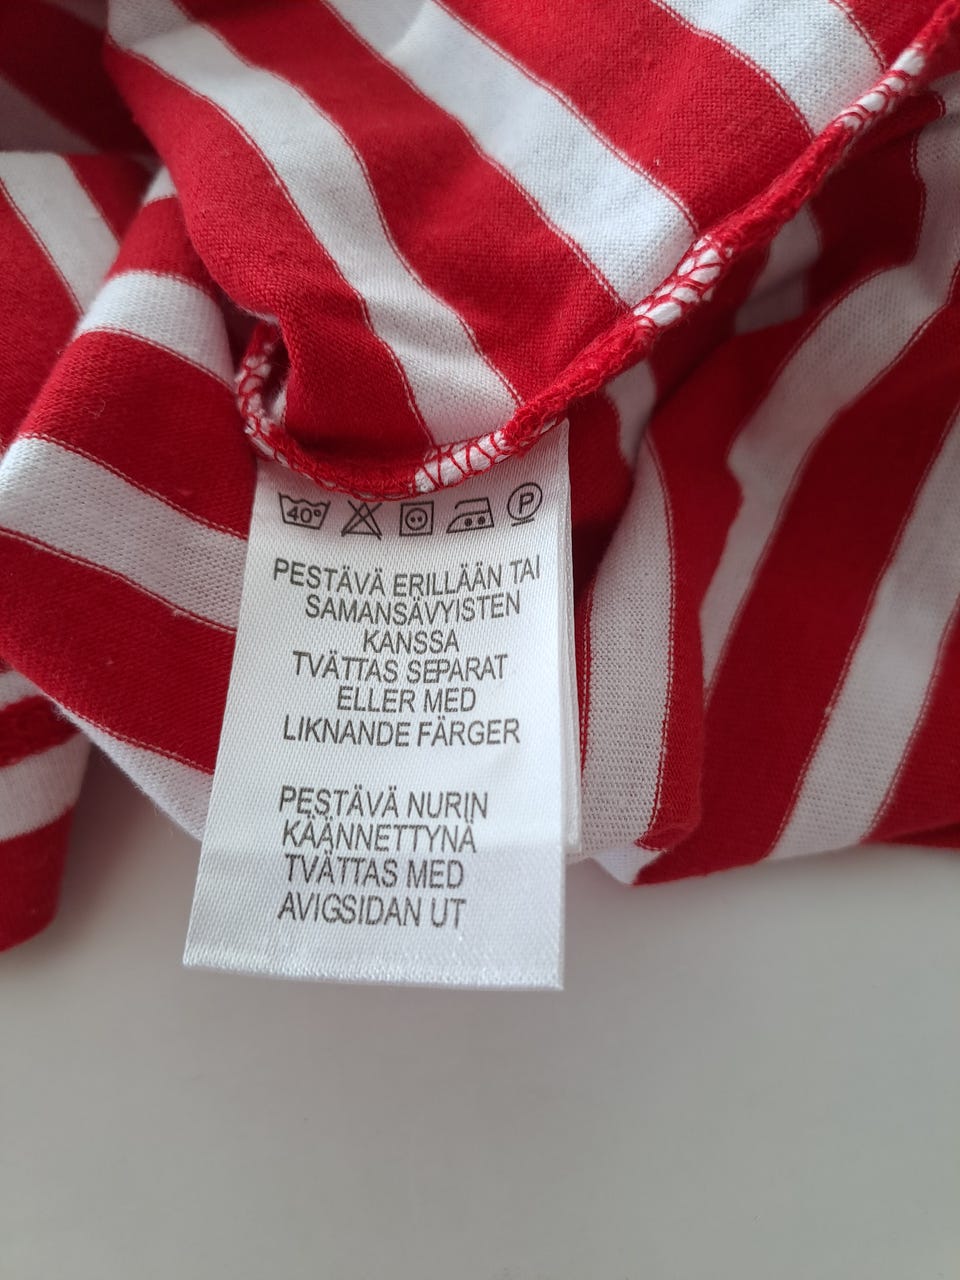 40° P
PESTÄVÄ ERILLÄÄN TAI
SAMANSÄVYISTEN
KANSSA
TVÄTTAS SEPARAT
ELLER MED
LIKNANDE FÄRGER
PESTÄVÄ NURIN
KÄÄNNETTYNÄ
TVÄTTAS MED
AVIGSIDAN UT